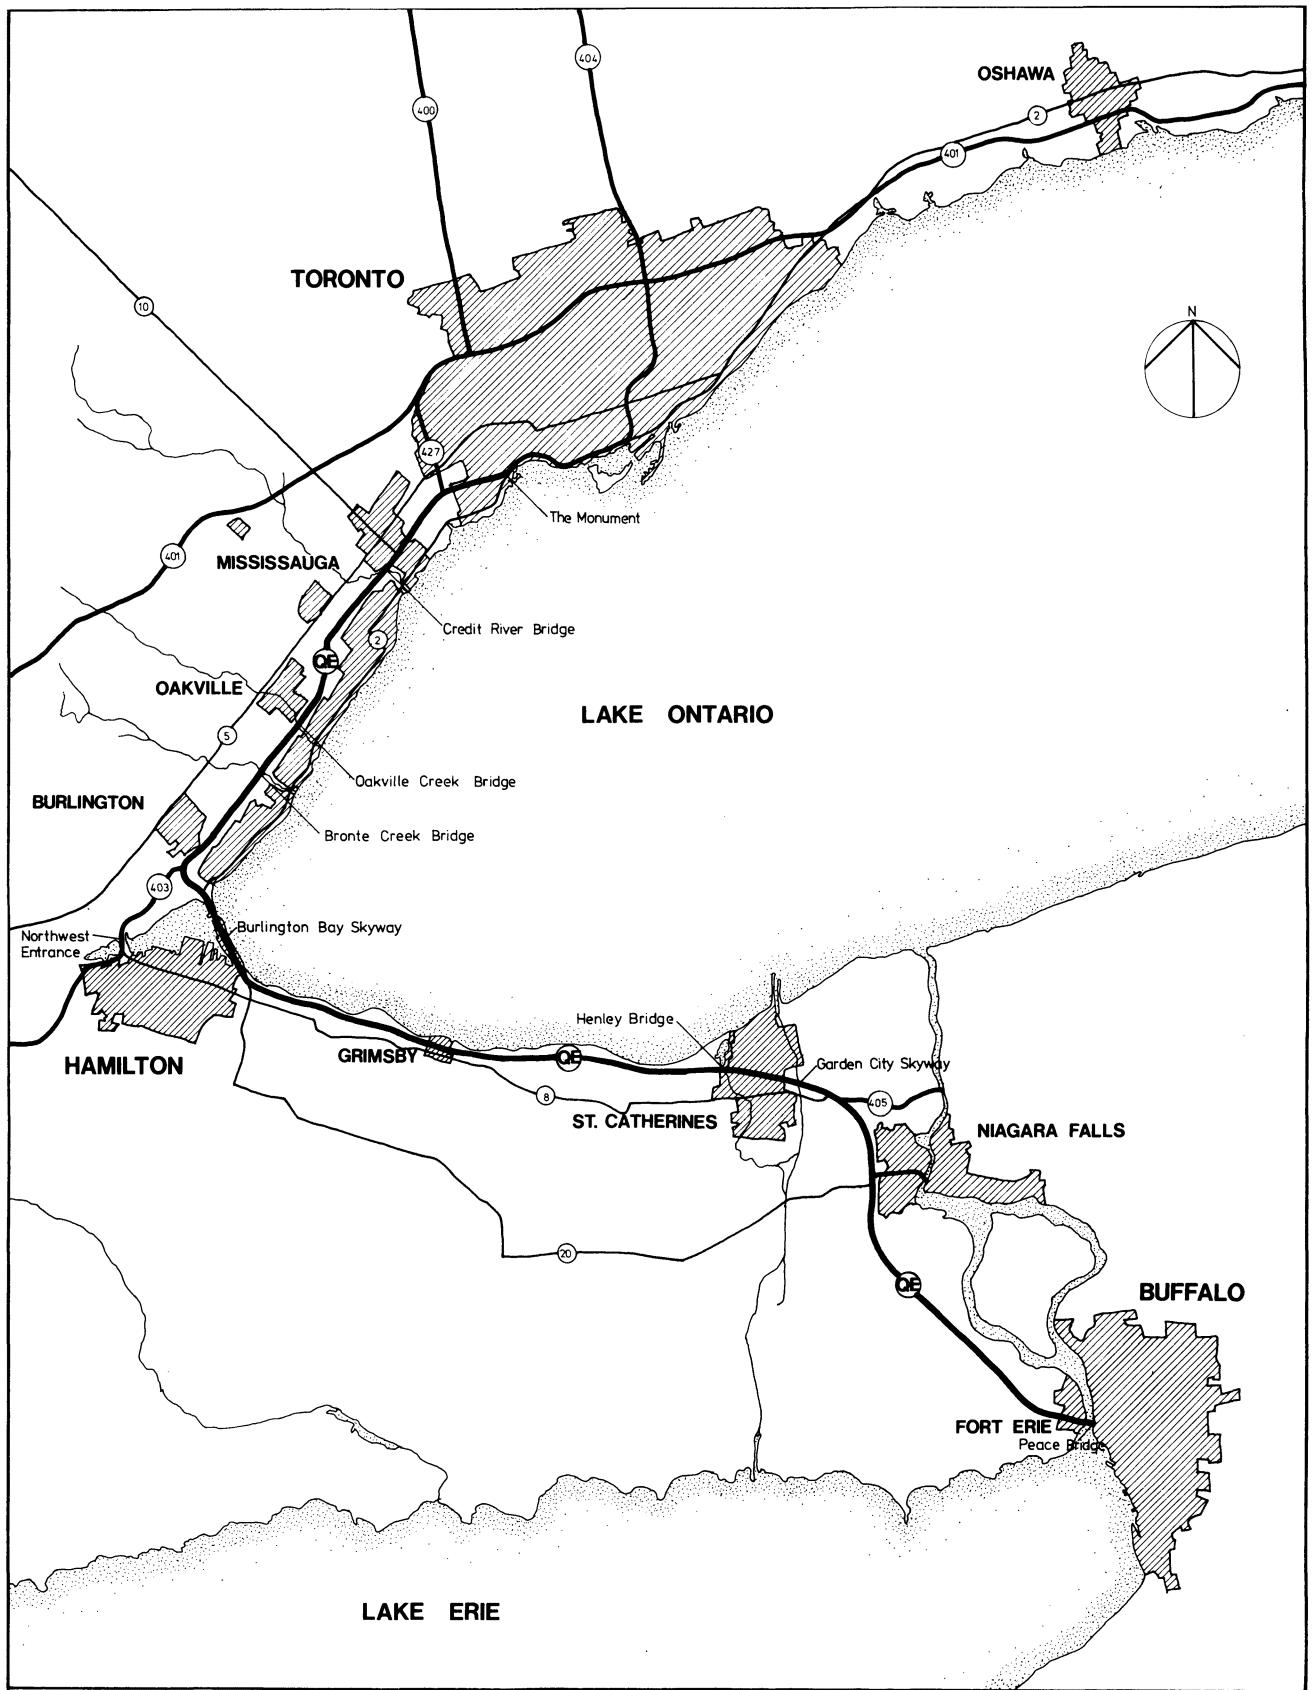 404
OSHAWA
400
2
401
TORONTO
10
N
427
The Monument
401
MISSISSAUGA
Credit River Bridge
2
QE
OAKVILLE
LAKE ONTARIO
5
Oakville Creek Bridge
BURLINGTON
Bronte Creek Bridge
403
Northwest
Entrance
Burlington Bay Skyway
Henley Bridge
GRIMSBY
QE
HAMILTON
Garden City Skyway
8
405
ST. CATHERINES
NIAGARA FALLS
20
QE
BUFFALO
FORT ERIE
Peace Bridge
LAKE ERIE